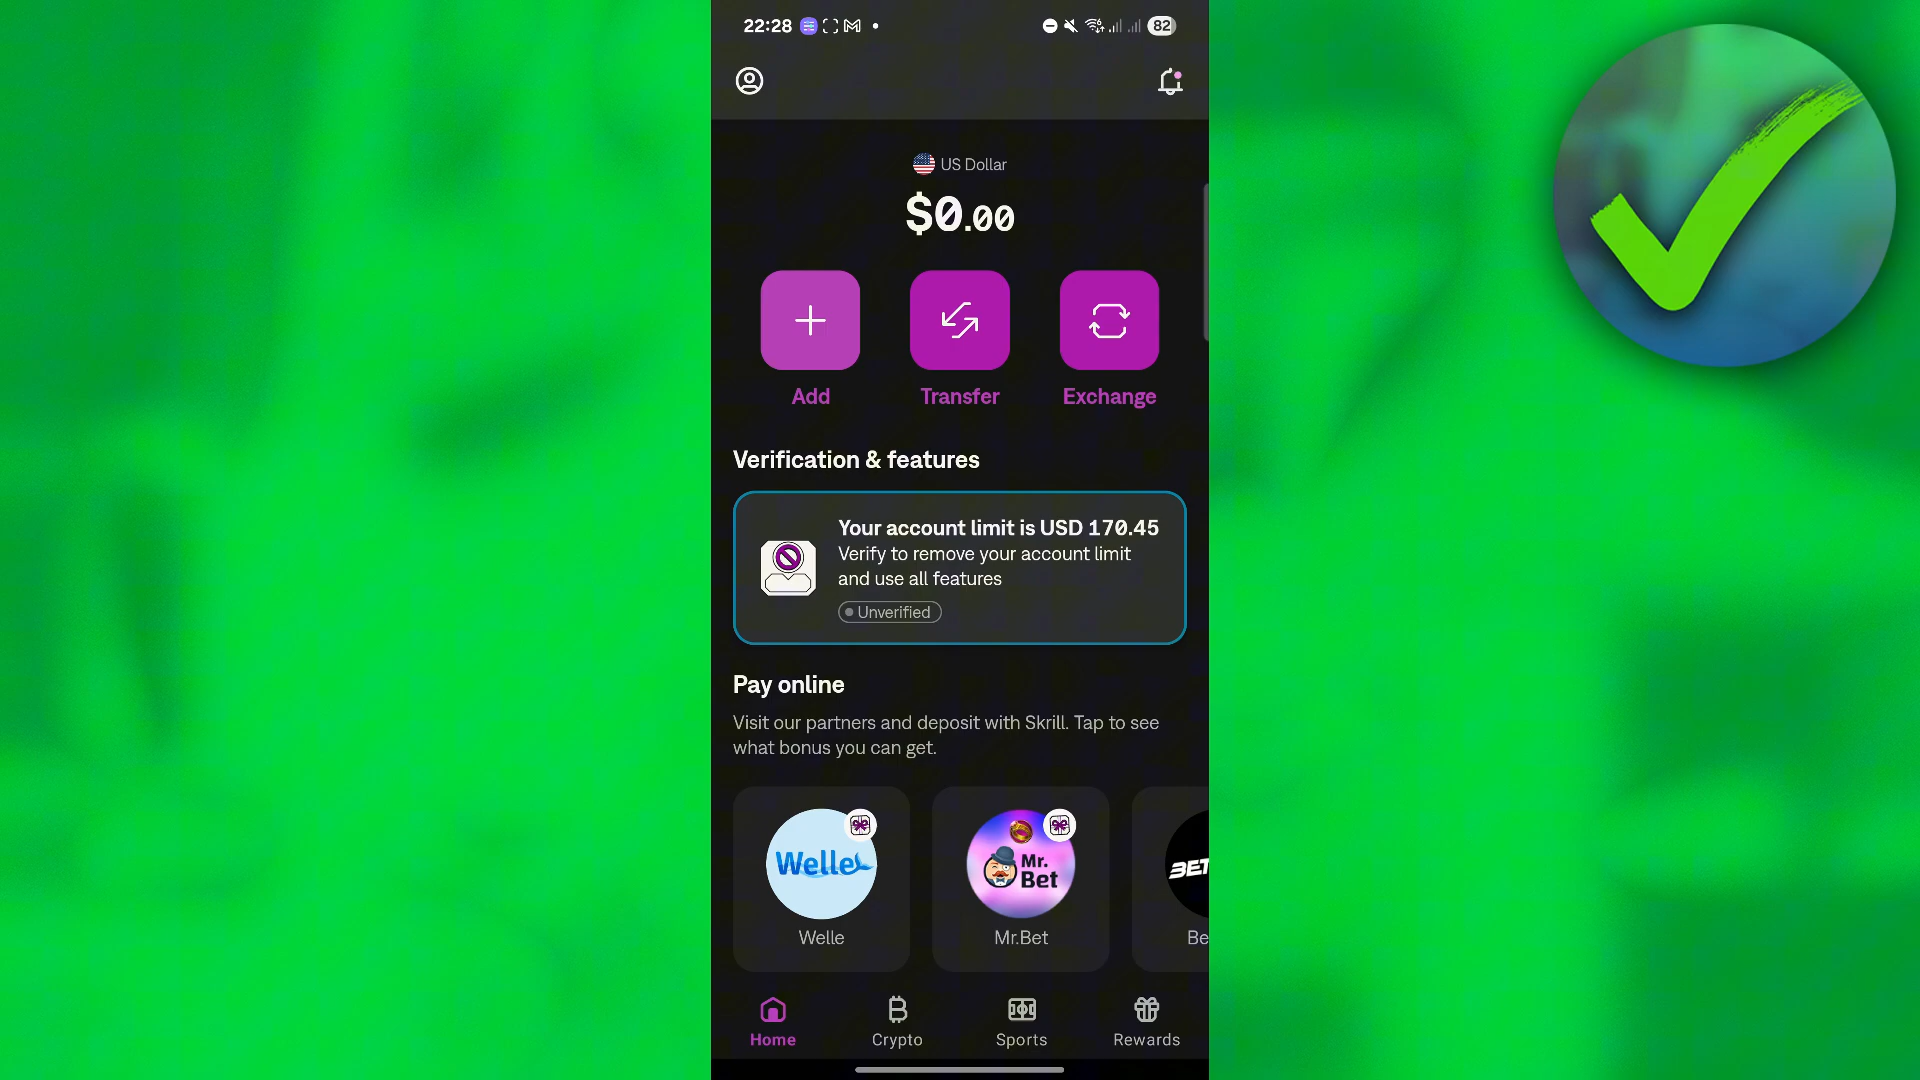 22:28
82
US Dollar
$0.00
Add
Transfer
Exchange
Verification & features
Your account limit is USD 170.45
Verify to remove your account limit
and use all features
Unverified
Pay online
Visit our partners and deposit with Skrill. Tap to see
what bonus you can get.
Welle
Mr.
Bet
BET
Welle
Mr.Bet
Be
Home
Crypto
Sports
Rewards